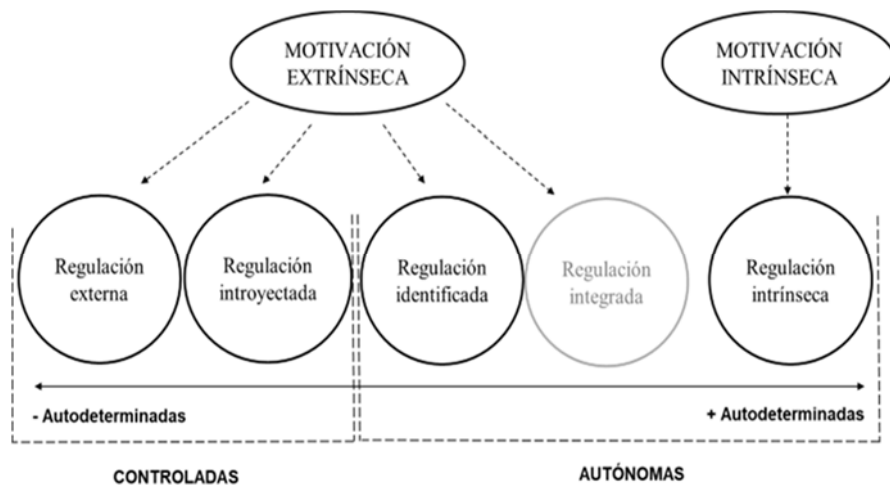 MOTIVACIÓN
EXTRÍNSECA
MOTIVACIÓN
INTRÍNSECA
Regulación
externa
Regulación
introyectada
Regulación
identificada
Regulación
integrada
Regulación
intrínseca
- Autodeterminadas
+ Autodeterminadas
CONTROLADAS
AUTÓNOMAS